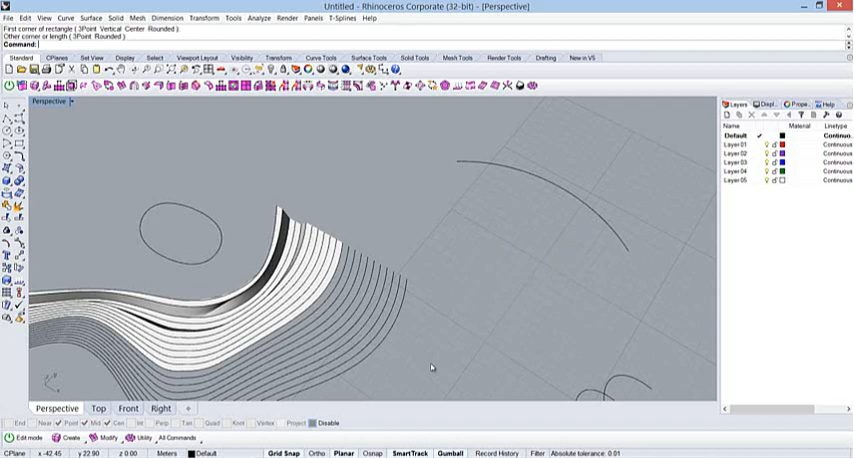 Untitled - Rhinoceros Corporate (32-bit) - [Perspective]
File Edit View Curve Surface Solid Mesh Dimension Transform Tools Analyze Render Panels T-Splines Help
First corner of rectangle ( 3Point Vertical Center Rounded )
Other corner or length ( 3Point Rounded )
Command:
Standard CPlanes Set View Display Select Viewport Layout Visibility Transform Curve Tools Surface Tools Solid Tools Mesh Tools Render Tools Drafting New in V5
Perspective
Layers Displ... Prope... Help
Name Material Linetype
Default Continuo...
Layer 01 Continuous
Layer 02 Continuous
Layer 03 Continuous
Layer 04 Continuous
Layer 05 Continuous
Perspective Top Front Right
End Near Point Mid Cen Int Perp Tan Quad Knot Vertex Project Disable
Edit mode Create Modify Utility All Commands
CPlane x -42.45 y 22.90 z 0.00 Meters Default Grid Snap Ortho Planar Osnap SmartTrack Gumball Record History Filter Absolute tolerance: 0.01